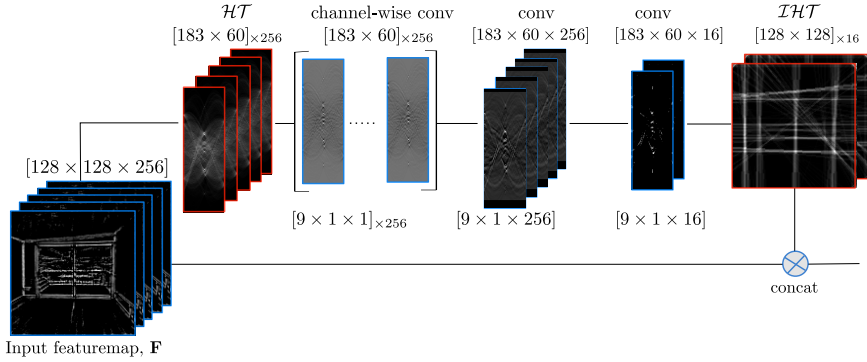 HT
channel-wise conv
conv
conv
IHT
[183 × 60]×256
[183 × 60]×256
[183 × 60 × 256]
[183 × 60 × 16]
[128 × 128]×16
[128 × 128 × 256]
[9 × 1 × 1]×256
[9 × 1 × 256]
[9 × 1 × 16]
concat
Input featuremap, F